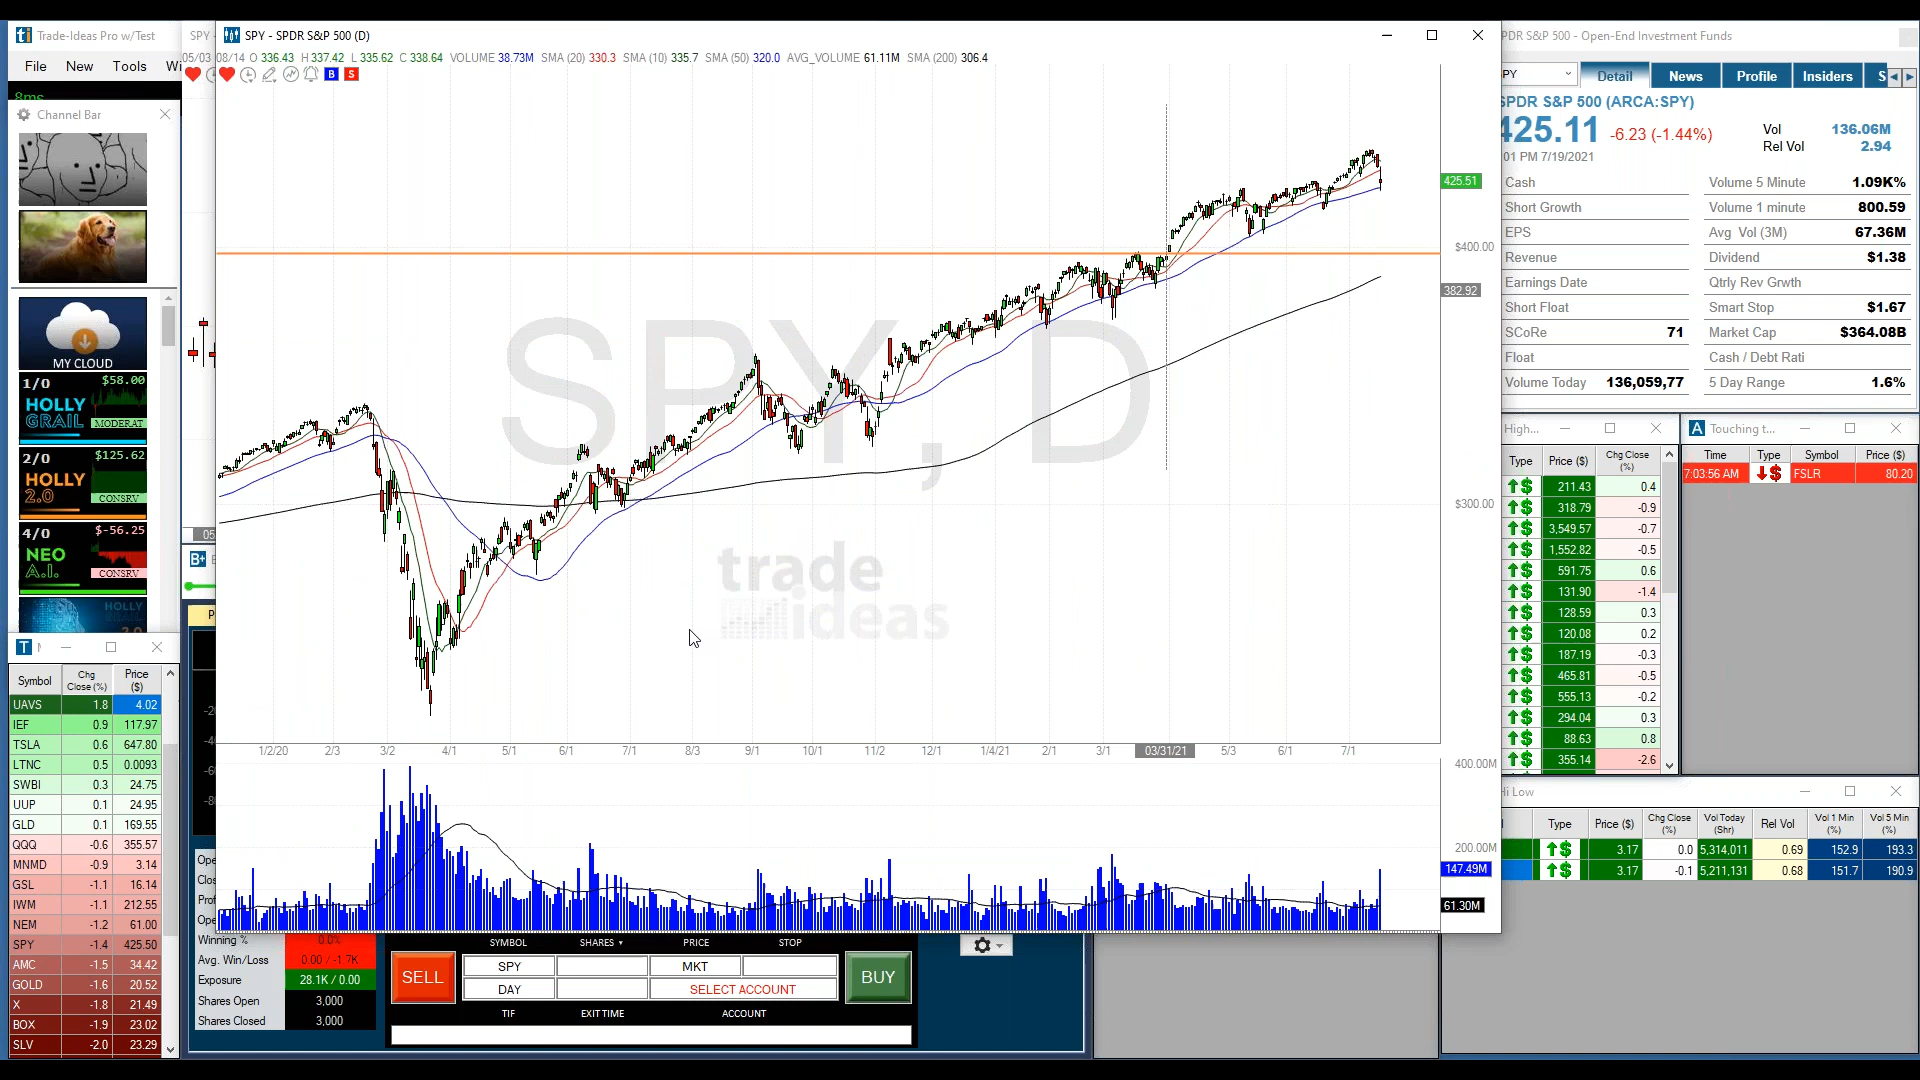 Trade-Ideas Pro w/Test
File New Tools
Channel Bar
MY CLOUD
1/0 $58.00
HOLLY
GRAIL MODERAT
2/0 $125.62
HOLLY
2.0 CONSRV
4/0 $-56.25
NEO
A.I. CONSRV
HOLLY
Symbol Chg Close (%) Price ($)
UAVS 1.8 4.02
IEF 0.9 117.97
TSLA 0.6 647.80
LTNC 0.5 0.0093
SWBI 0.3 24.75
UUP 0.1 24.95
GLD 0.1 169.55
QQQ -0.6 355.57
MNMD -0.9 3.14
GSL -1.1 16.14
IWM -1.1 212.55
NEM -1.2 61.00
SPY -1.4 425.50
AMC -1.5 34.42
GOLD -1.6 20.52
X -1.8 21.49
BOX -1.9 23.02
SLV -2.0 23.29
SPY - SPDR S&P 500 (D)
08/14 O 336.43 H 337.42 L 335.62 C 338.64 VOLUME 38.73M SMA (20) 330.3 SMA (10) 335.7 SMA (50) 320.0 AVG_VOLUME 61.11M SMA (200) 306.4
B S
SPY, D
trade
ideas
425.51
$400.00
382.92
$300.00
1/2/20 2/3 3/2 4/1 5/1 6/1 7/1 8/3 9/1 10/1 11/2 12/1 1/4/21 2/1 3/1 03/31/21 5/3 6/1 7/1
400.00M
200.00M
147.49M
61.30M
Winning % 0.0%
Avg. Win/Loss 0.00 / -1.7K
Exposure 28.1K / 0.00
Shares Open 3,000
Shares Closed 3,000
SYMBOL SHARES PRICE STOP
SELL SPY MKT BUY
DAY SELECT ACCOUNT
TIF EXIT TIME ACCOUNT
PDR S&P 500 - Open-End Investment Funds
PY Detail News Profile Insiders S
SPDR S&P 500 (ARCA:SPY)
425.11 -6.23 (-1.44%)
01 PM 7/19/2021
Vol 136.06M
Rel Vol 2.94
Cash Volume 5 Minute 1.09K%
Short Growth Volume 1 minute 800.59
EPS Avg Vol (3M) 67.36M
Revenue Dividend $1.38
Earnings Date Qtrly Rev Grwth
Short Float Smart Stop $1.67
SCoRe 71 Market Cap $364.08B
Float Cash / Debt Rati
Volume Today 136,059,77 5 Day Range 1.6%
High...
Type Price ($) Chg Close (%)
211.43 0.4
318.79 -0.9
3,549.57 -0.7
1,552.82 -0.5
591.75 0.6
131.90 -1.4
128.59 0.3
120.08 0.2
187.19 -0.3
465.81 -0.5
555.13 -0.2
294.04 0.3
88.63 0.8
355.14 -2.6
Touching t...
Time Type Symbol Price ($)
7:03:56 AM FSLR 80.20
Hi Low
Type Price ($) Chg Close (%) Vol Today (Shr) Rel Vol Vol 1 Min (%) Vol 5 Min (%)
3.17 0.0 5,314,011 0.69 152.9 193.3
3.17 -0.1 5,211,131 0.68 151.7 190.9